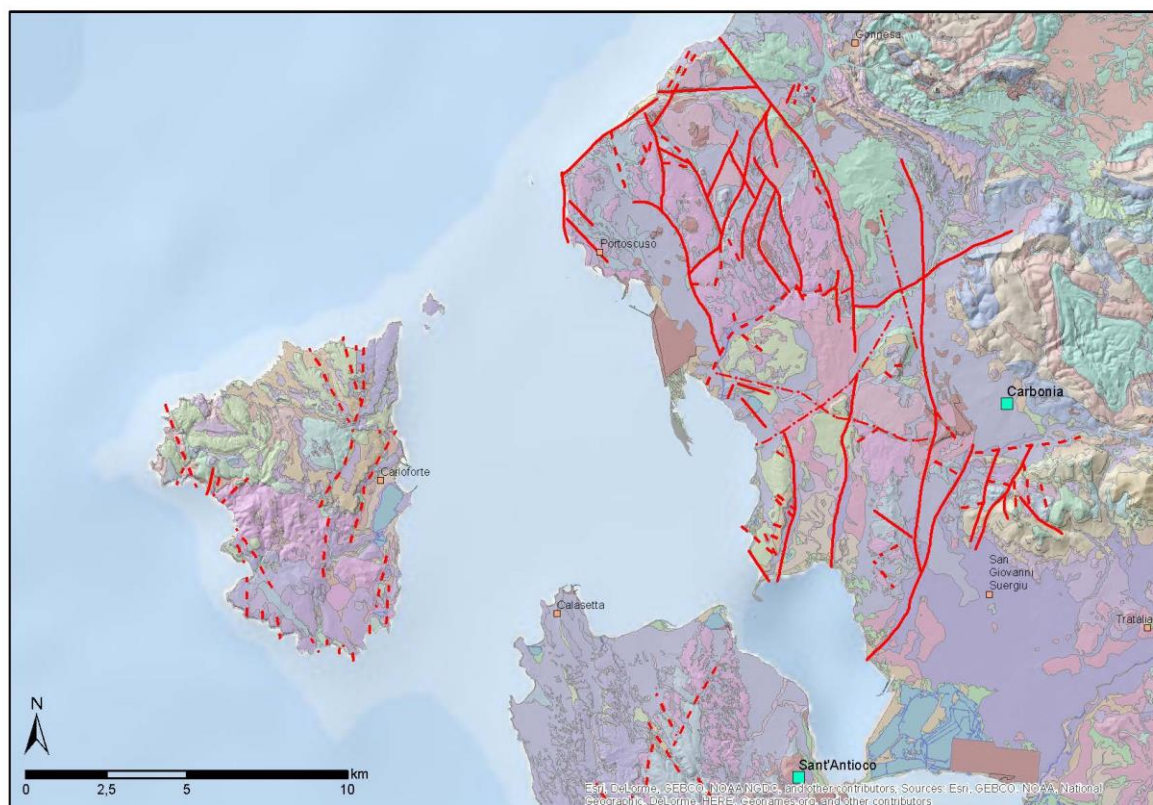 Gonnesa
Portoscuso
Carbonia
Carloforte
San
Giovanni
Suergiu
Calasetta
Tratalia
N
km
0 2,5 5 10
Sant'Antioco
Esri, DeLorme, GEBCO, NOAA NGDC, and other contributors, Sources: Esri, GEBCO, NOAA, National
Geographic, DeLorme, HERE, Geonames.org, and other contributors